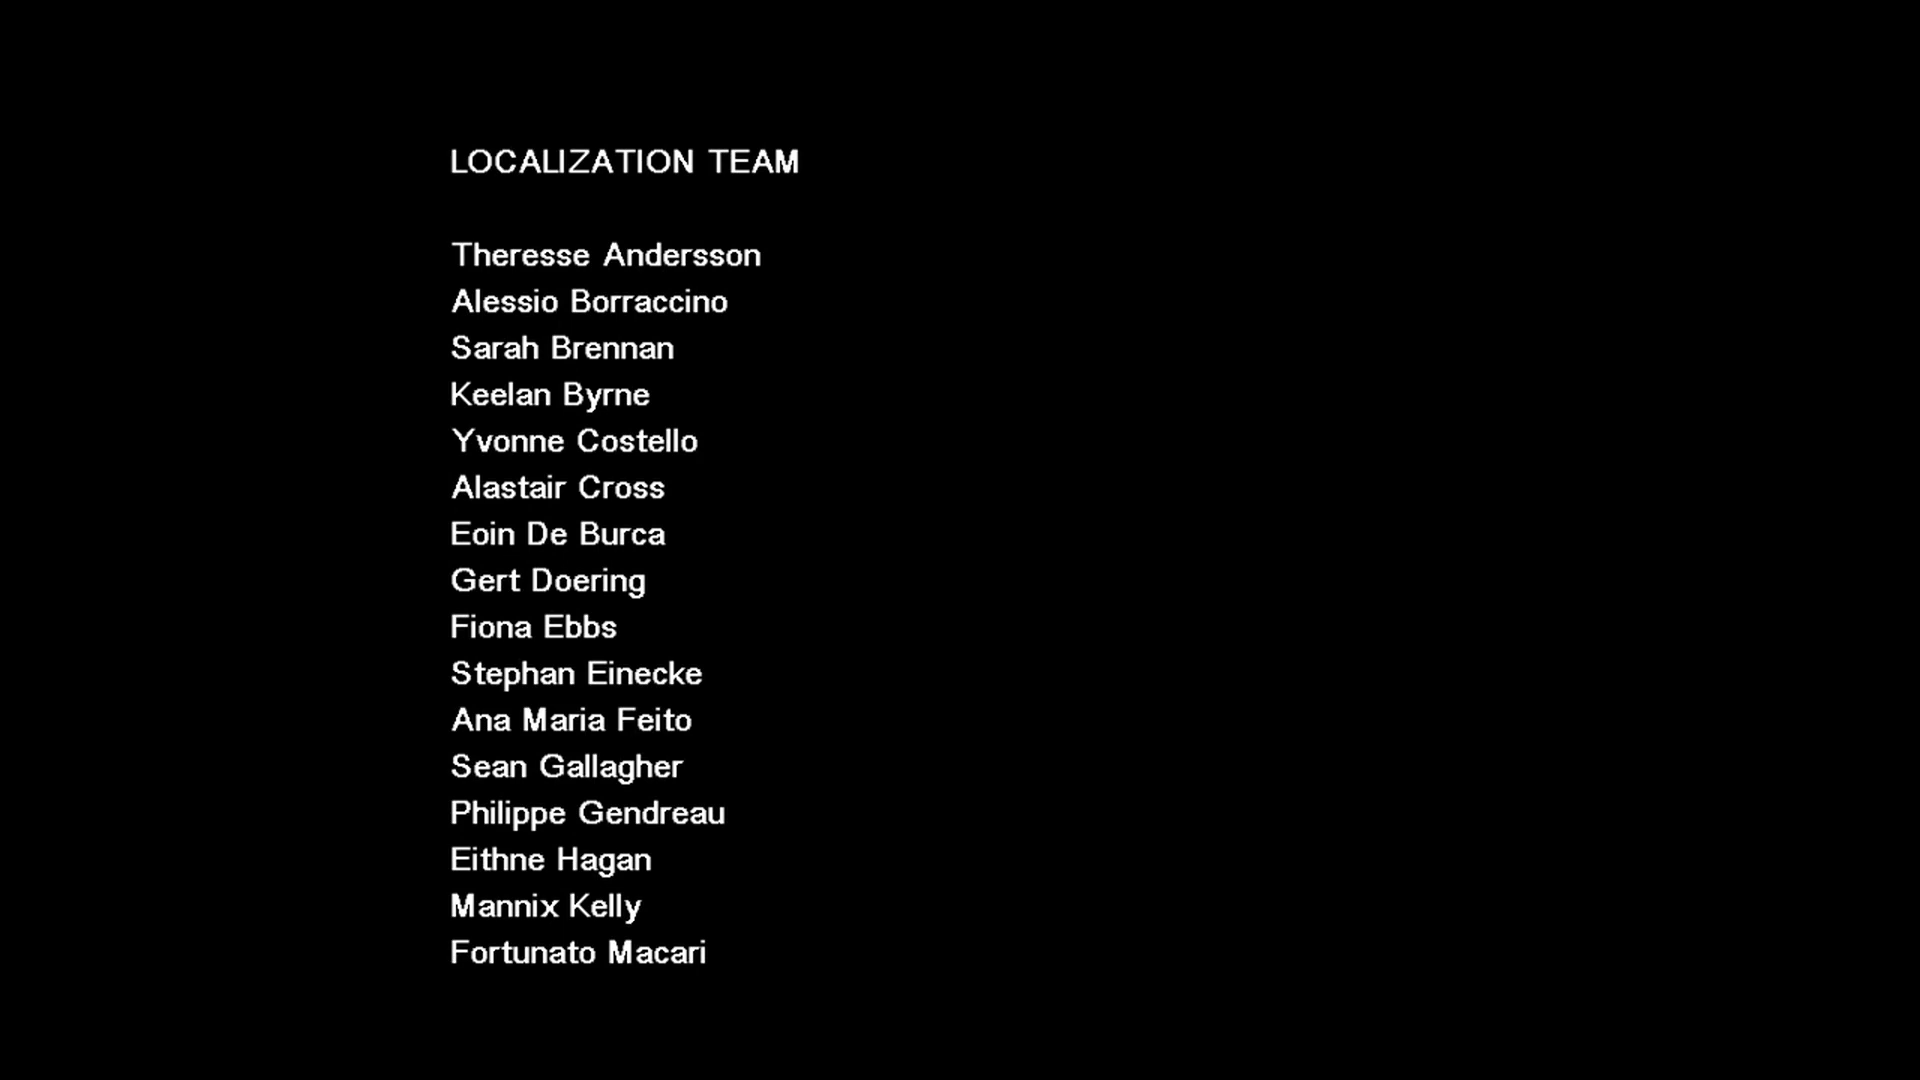 LOCALIZATION TEAM
Theresse Andersson
Alessio Borraccino
Sarah Brennan
Keelan Byrne
Yvonne Costello
Alastair Cross
Eoin De Burca
Gert Doering
Fiona Ebbs
Stephan Einecke
Ana Maria Feito
Sean Gallagher
Philippe Gendreau
Eithne Hagan
Mannix Kelly
Fortunato Macari